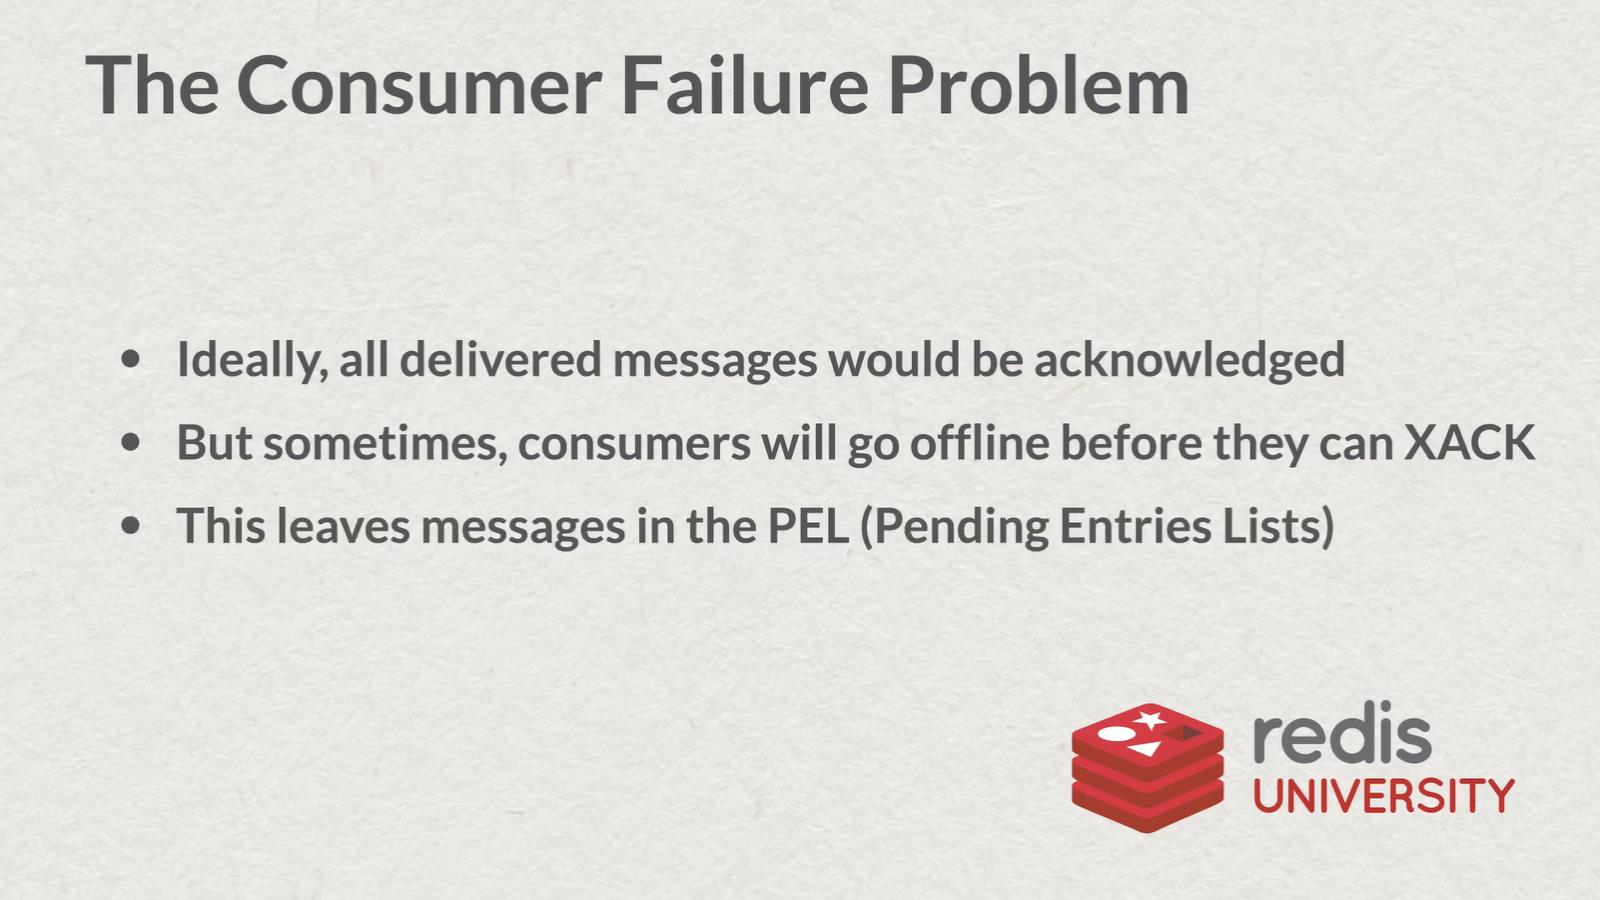 The Consumer Failure Problem
• Ideally, all delivered messages would be acknowledged
• But sometimes, consumers will go offline before they can XACK
• This leaves messages in the PEL (Pending Entries Lists)
redis
UNIVERSITY